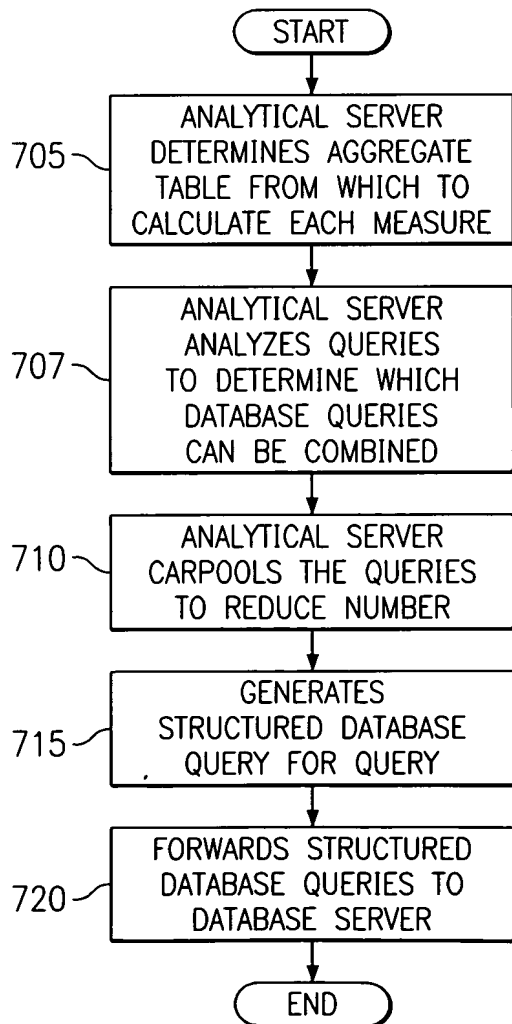 START
705
ANALYTICAL SERVER
DETERMINES AGGREGATE
TABLE FROM WHICH TO
CALCULATE EACH MEASURE
707
ANALYTICAL SERVER
ANALYZES QUERIES
TO DETERMINE WHICH
DATABASE QUERIES
CAN BE COMBINED
710
ANALYTICAL SERVER
CARPOOLS THE QUERIES
TO REDUCE NUMBER
715
GENERATES
STRUCTURED DATABASE
QUERY FOR QUERY
720
FORWARDS STRUCTURED
DATABASE QUERIES TO
DATABASE SERVER
END